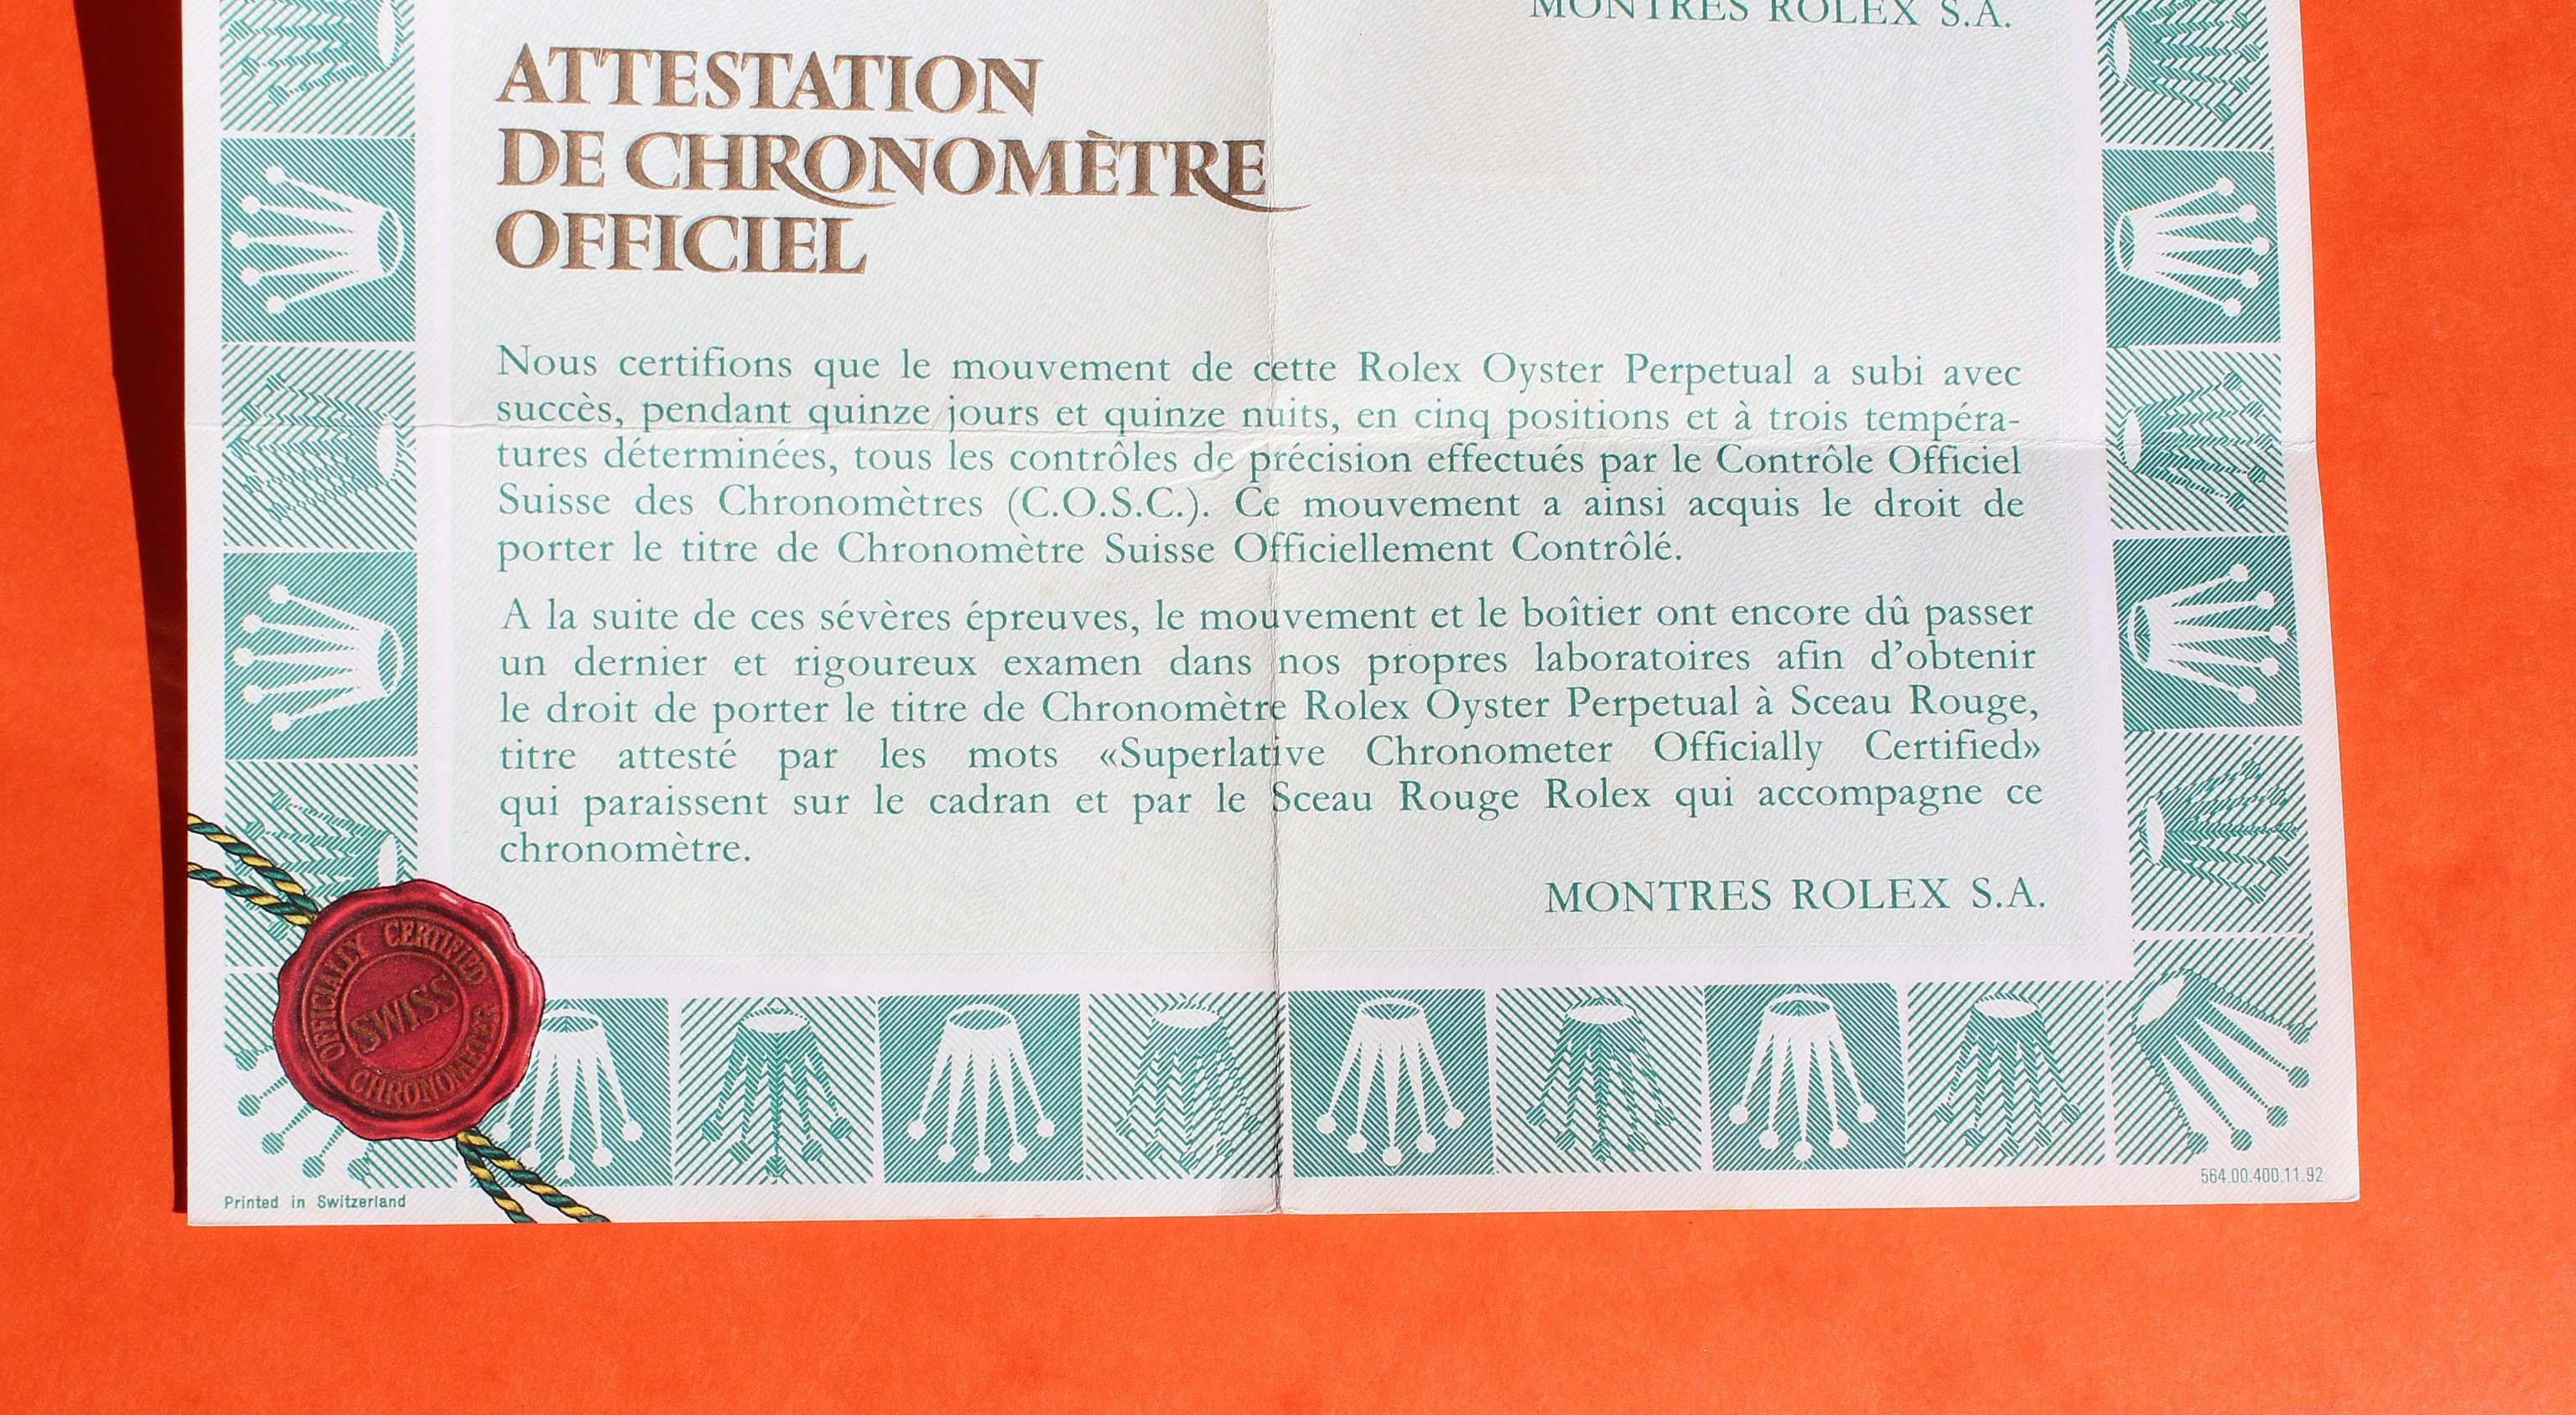 MONTRES ROLEX S.A.
ATTESTATION
DE CHRONOMÈTRE
OFFICIEL
Nous certifions que le mouvement de cette Rolex Oyster Perpetual a subi avec
succès, pendant quinze jours et quinze nuits, en cinq positions et à trois tempéra-
tures déterminées, tous les contrôles de précision effectués par le Contrôle Officiel
Suisse des Chronomètres (C.O.S.C.). Ce mouvement a ainsi acquis le droit de
porter le titre de Chronomètre Suisse Officiellement Contrôlé.
A la suite de ces sévères épreuves, le mouvement et le boîtier ont encore dû passer
un dernier et rigoureux examen dans nos propres laboratoires afin d’obtenir
le droit de porter le titre de Chronomètre Rolex Oyster Perpetual à Sceau Rouge,
titre attesté par les mots «Superlative Chronometer Officially Certified»
qui paraissent sur le cadran et par le Sceau Rouge Rolex qui accompagne ce
chronomètre.
MONTRES ROLEX S.A.
OFFICIALLY CERTIFIED
SWISS
CHRONOMETER
Printed in Switzerland
564.00.400.11.92